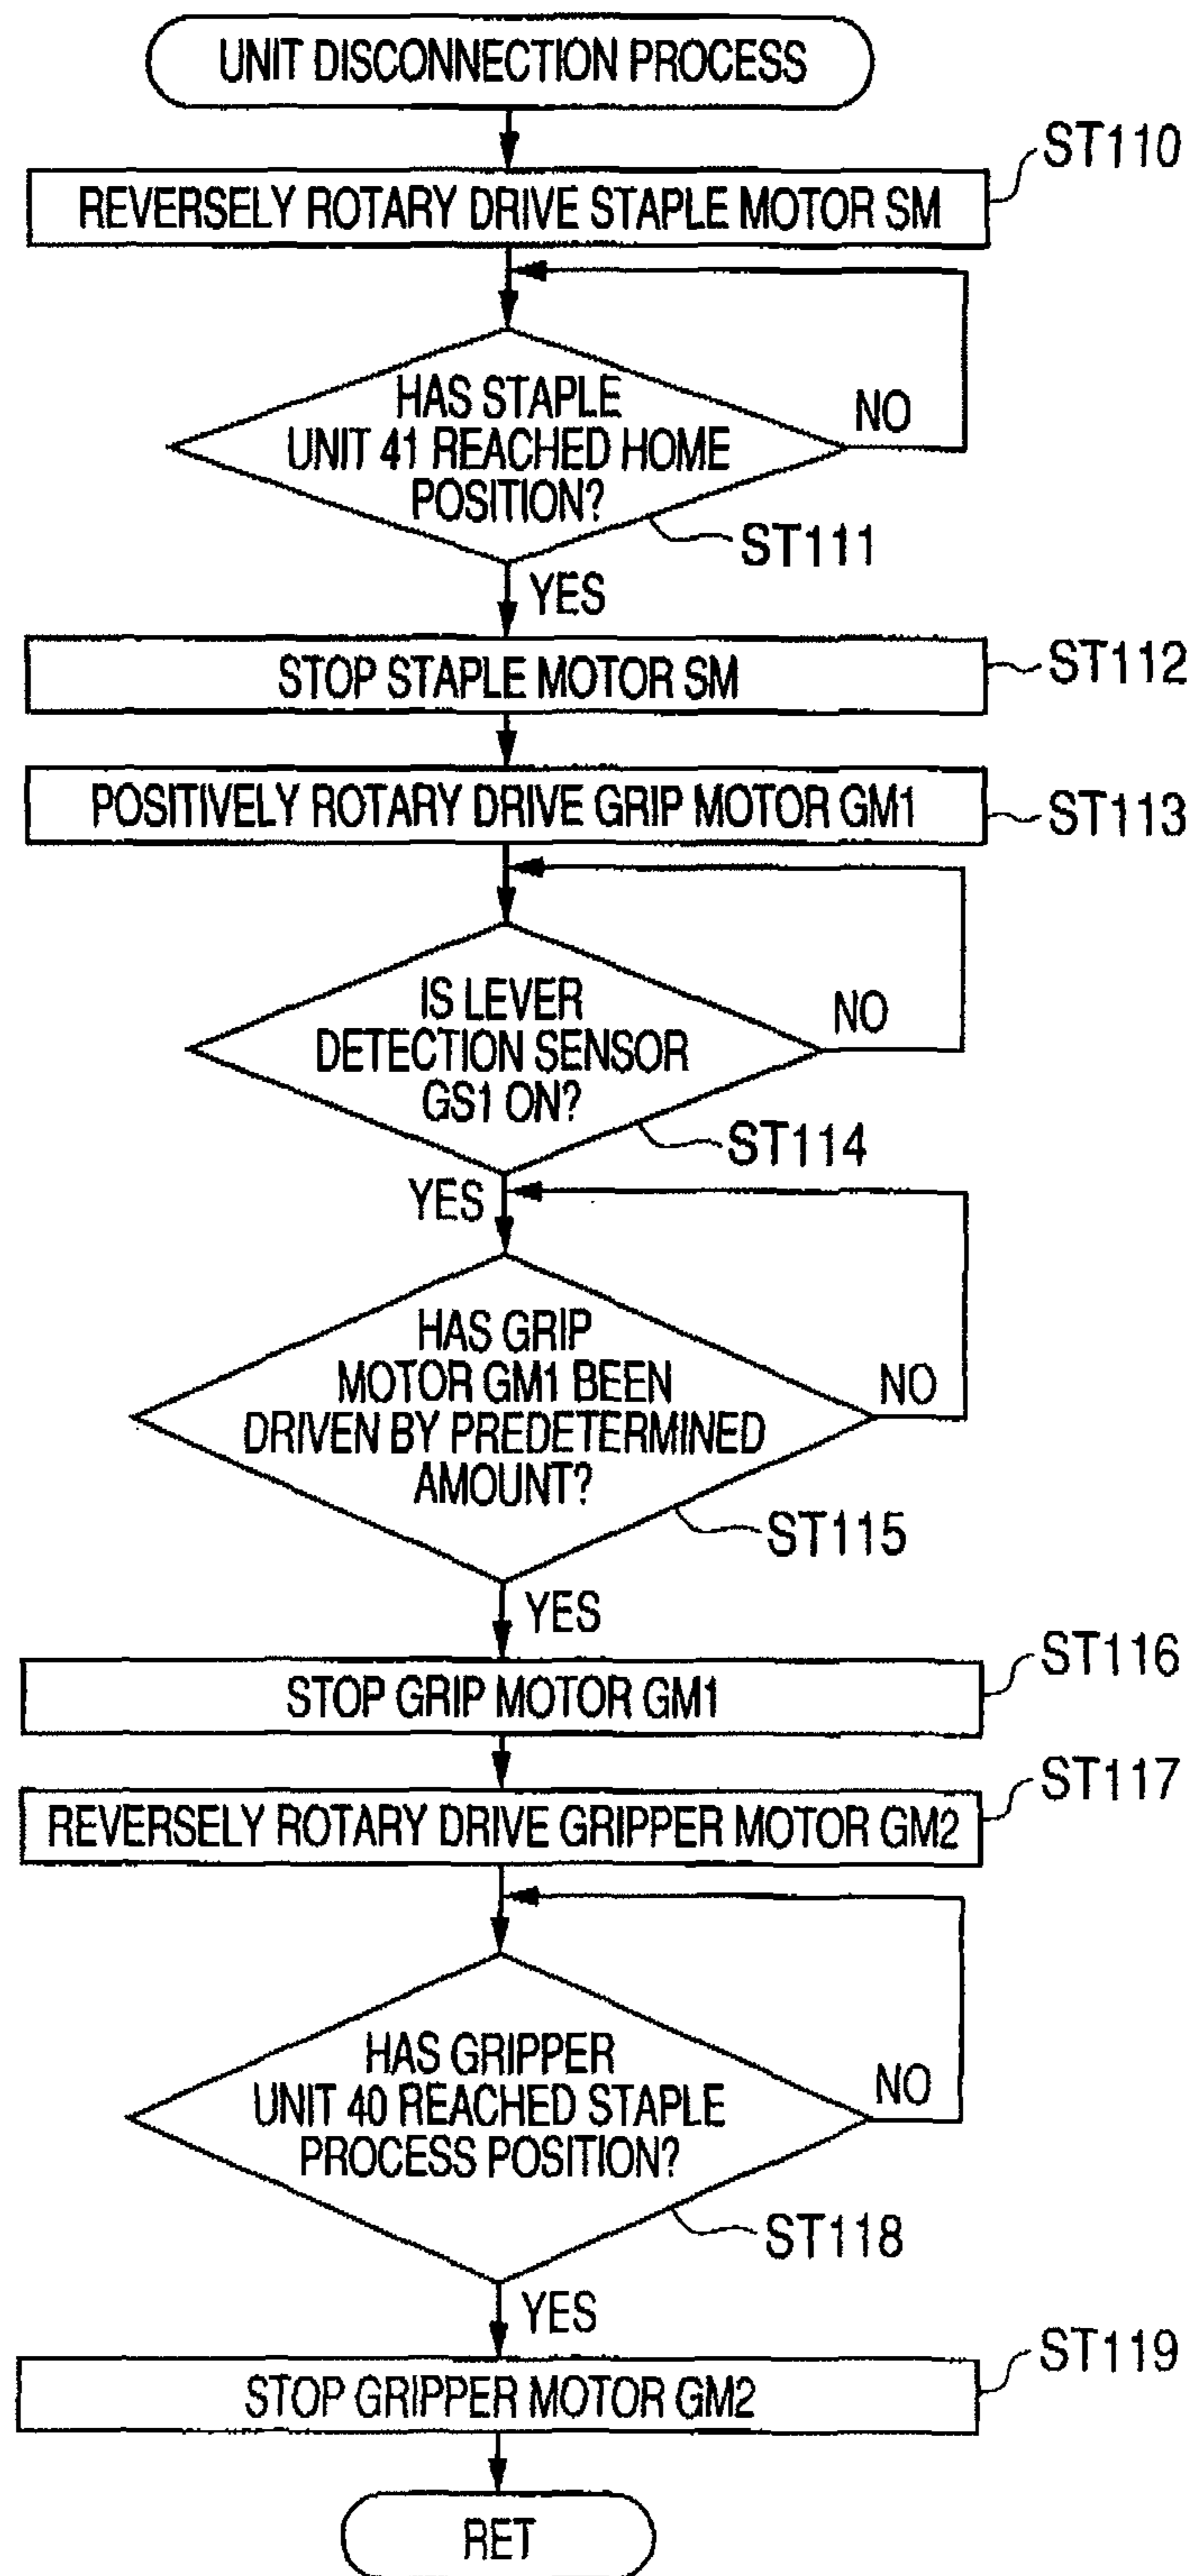 UNIT DISCONNECTION PROCESS
ST110
REVERSELY ROTARY DRIVE STAPLE MOTOR SM
HAS STAPLE
UNIT 41 REACHED HOME
POSITION?
NO
ST111
YES
ST112
STOP STAPLE MOTOR SM
POSITIVELY ROTARY DRIVE GRIP MOTOR GM1
ST113
IS LEVER
DETECTION SENSOR
GS1 ON?
NO
ST114
YES
HAS GRIP
MOTOR GM1 BEEN
DRIVEN BY PREDETERMINED
AMOUNT?
NO
ST115
YES
ST116
STOP GRIP MOTOR GM1
ST117
REVERSELY ROTARY DRIVE GRIPPER MOTOR GM2
HAS GRIPPER
UNIT 40 REACHED STAPLE
PROCESS POSITION?
NO
ST118
YES
ST119
STOP GRIPPER MOTOR GM2
RET